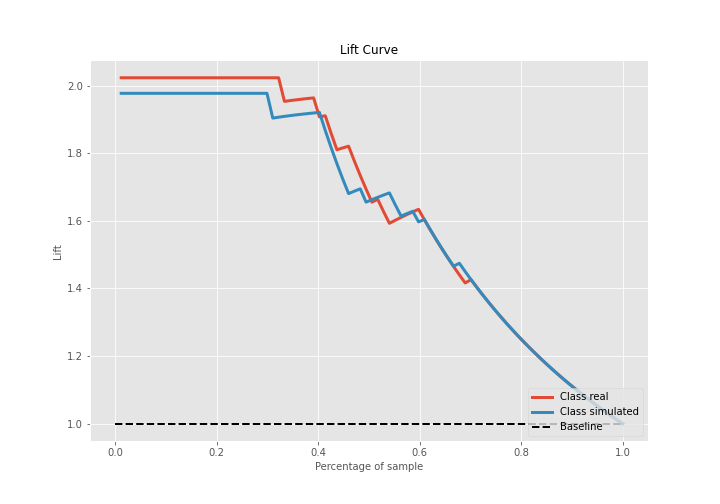 Lift Curve
Lift
2.0
1.8
1.6
1.4
1.2
1.0
0.0
0.2
0.4
0.6
0.8
1.0
Percentage of sample
Class real
Class simulated
Baseline